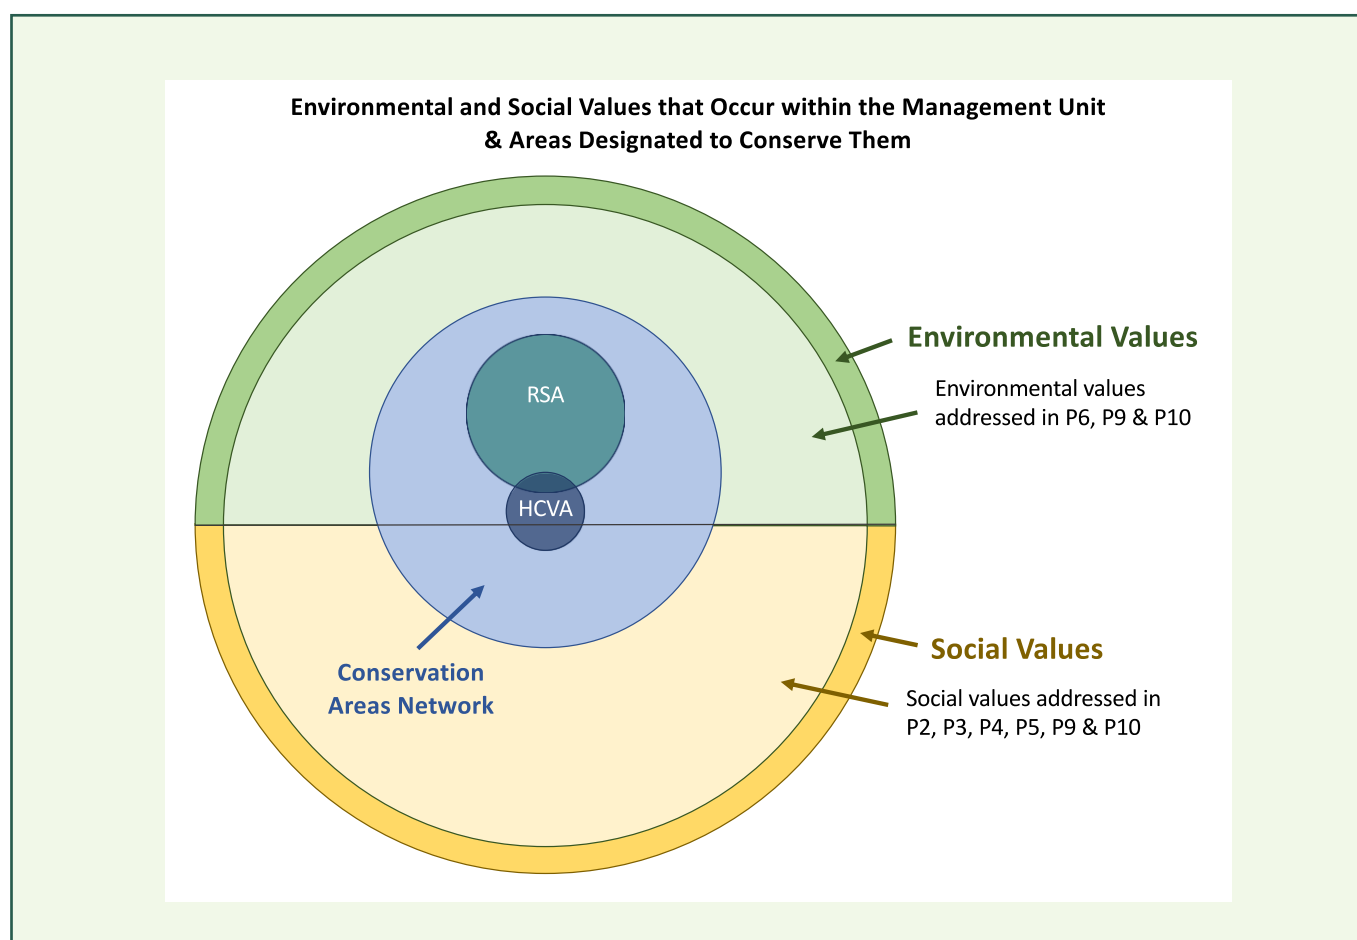 Environmental and Social Values that Occur within the Management Unit
& Areas Designated to Conserve Them
RSA
HCVA
Environmental Values
Environmental values
addressed in P6, P9 & P10
Conservation
Areas Network
Social Values
Social values addressed in
P2, P3, P4, P5, P9 & P10